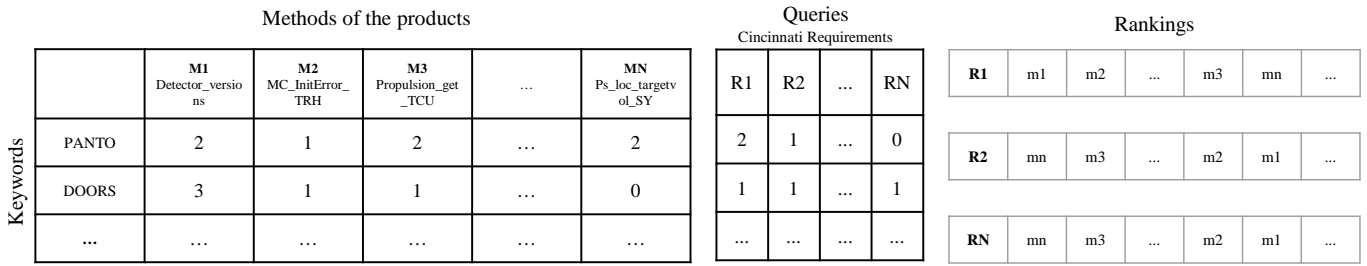 Methods of the products
Queries
Cincinnati Requirements
Rankings
Keywords
M1
Detector_versio
ns
M2
MC_InitError_
TRH
M3
Propulsion_get
_TCU
…
MN
Ps_loc_targetv
ol_SY
PANTO 2 1 2 … 2
DOORS 3 1 1 … 0
... … … … … …
R1 R2 ... RN
2 1 ... 0
1 1 ... 1
... ... ... ...
R1 m1 m2 ... m3 mn ...
R2 mn m3 ... m2 m1 ...
RN mn m3 ... m2 m1 ...